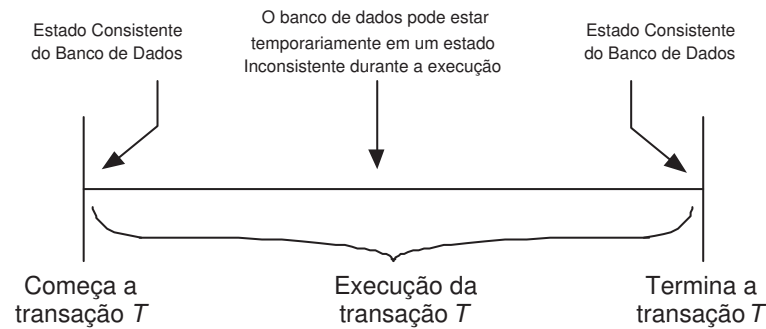 Estado Consistente
do Banco de Dados
O banco de dados pode estar
temporariamente em um estado
Inconsistente durante a execução
Estado Consistente
do Banco de Dados
Começa a
transação T
Execução da
transação T
Termina a
transação T